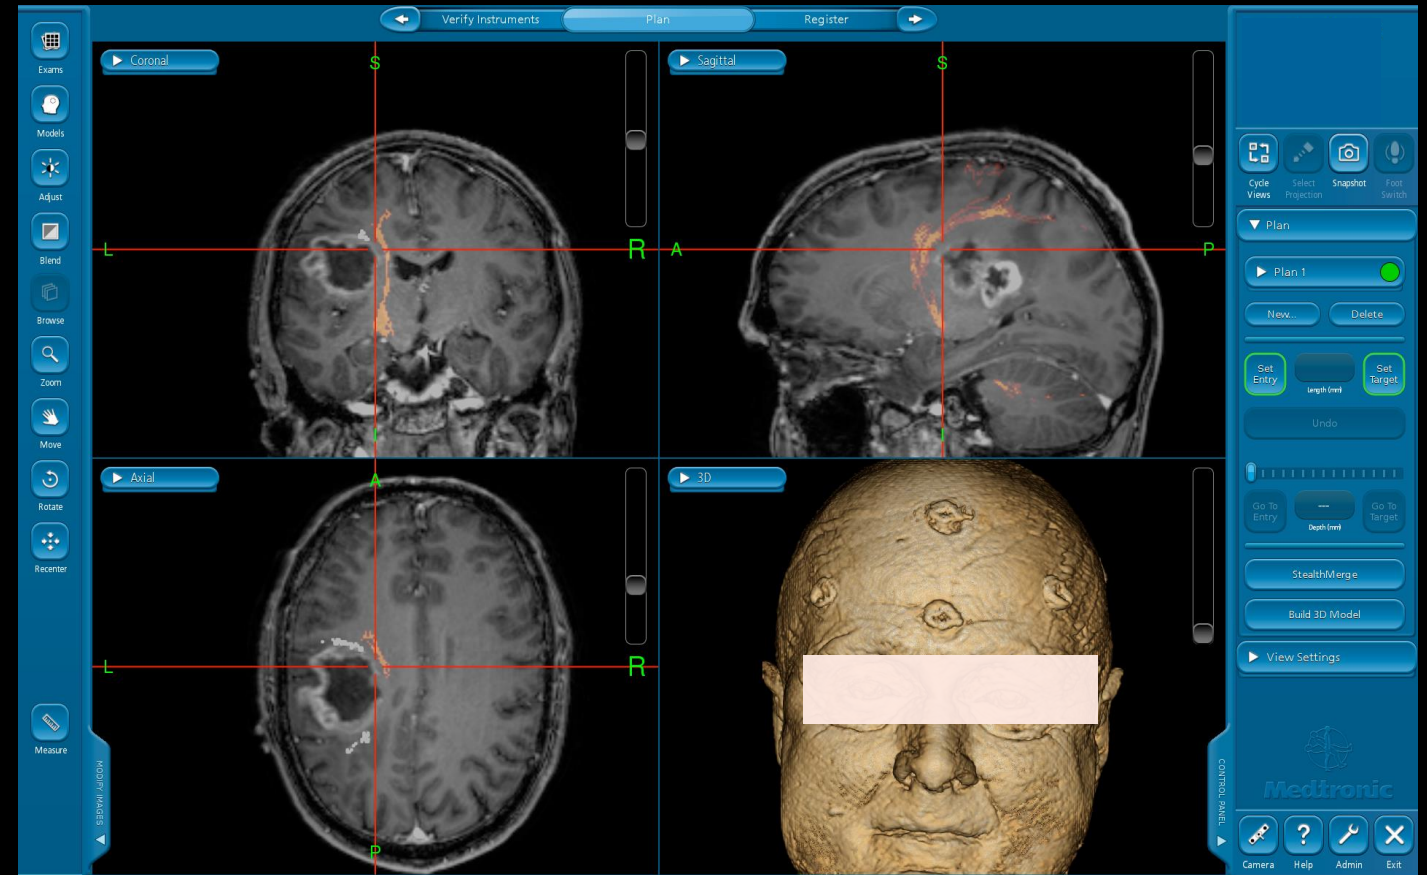 Verify Instruments
Plan
Register
Exams
Models
Adjust
Blend
Browse
Zoom
Move
Rotate
Recenter
Measure
MODIFY IMAGES
Coronal
S
L
R
I
Sagittal
S
A
P
I
Axial
A
L
R
P
3D
CONTROL PANEL
Cycle Views
Select Projection
Snapshot
Foot Switch
Plan
Plan 1
New...
Delete
Set Entry
Length (mm)
Set Target
Undo
Go To Entry
---
Depth (mm)
Go To Target
StealthMerge
Build 3D Model
View Settings
Medtronic
Camera
Help
Admin
Exit